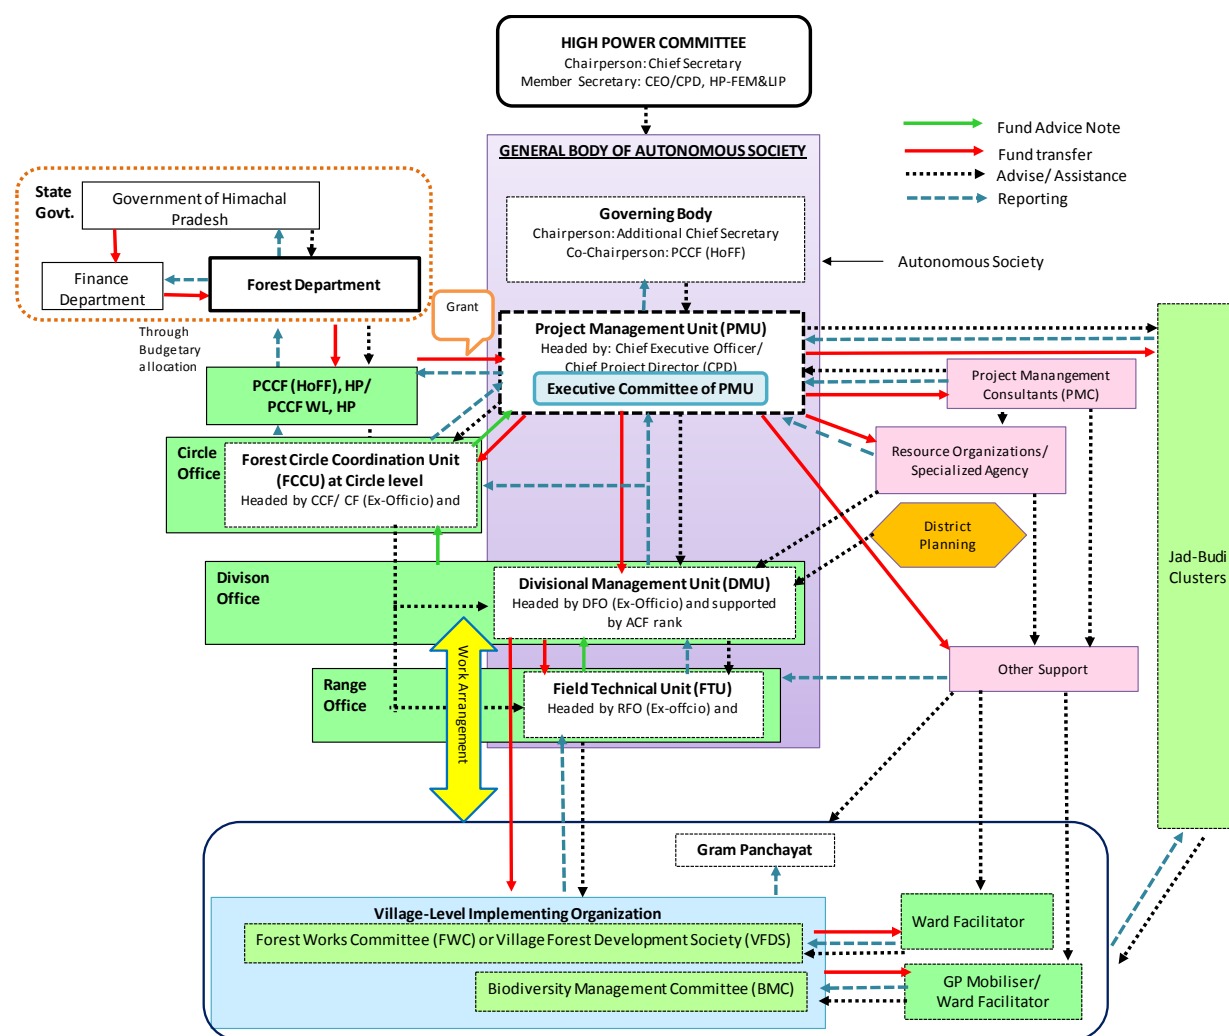 HIGH POWER COMMITTEE
Chairperson: Chief Secretary
Member Secretary: CEO/CPD, HP-FEM&LIP
Fund Advice Note
Fund transfer
Advise/ Assistance
Reporting
GENERAL BODY OF AUTONOMOUS SOCIETY
State
Govt.
Government of Himachal
Pradesh
Finance
Department
Forest Department
Governing Body
Chairperson: Additional Chief Secretary
Co-Chairperson: PCCF (HoFF)
Autonomous Society
Through
Budgetary
allocation
Grant
Project Management Unit (PMU)
Headed by: Chief Executive Officer/
Chief Project Director (CPD)
Executive Committee of PMU
PCCF (HoFF), HP/
PCCF WL, HP
Project Manangement
Consultants (PMC)
Circle
Office
Forest Circle Coordination Unit
(FCCU) at Circle level
Headed by CCF/ CF (Ex-Officio) and
Resource Organizations/
Specialized Agency
District
Planning
Jad-Budi
Clusters
Divison
Office
Divisional Management Unit (DMU)
Headed by DFO (Ex-Officio) and supported
by ACF rank
Work Arrangement
Range
Office
Field Technical Unit (FTU)
Headed by RFO (Ex-offcio) and
Other Support
Gram Panchayat
Village-Level Implementing Organization
Forest Works Committee (FWC) or Village Forest Development Society (VFDS)
Ward Facilitator
Biodiversity Management Committee (BMC)
GP Mobiliser/
Ward Facilitator